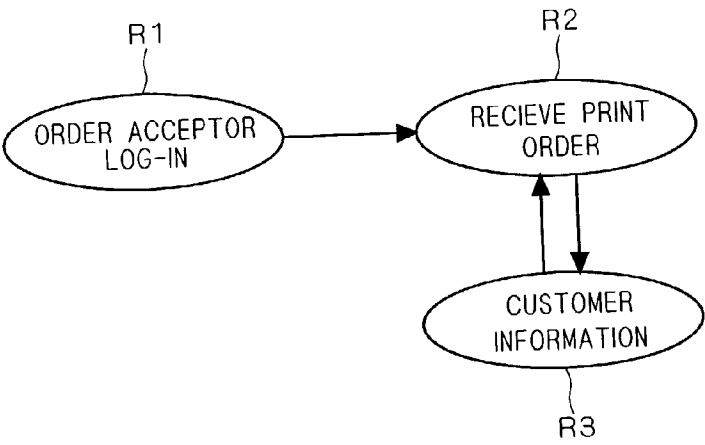 R1
R2
ORDER ACCEPTOR
LOG-IN
RECIEVE PRINT
ORDER
CUSTOMER
INFORMATION
R3